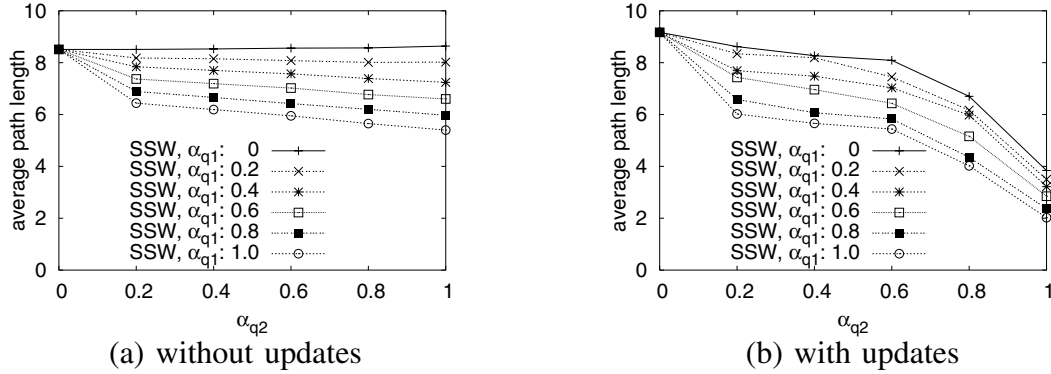 average path length
10
8
6
4
2
0
SSW, αq1: 0
SSW, αq1: 0.2
SSW, αq1: 0.4
SSW, αq1: 0.6
SSW, αq1: 0.8
SSW, αq1: 1.0
0 0.2 0.4 0.6 0.8 1
αq2
(a) without updates
average path length
10
8
6
4
2
0
SSW, αq1: 0
SSW, αq1: 0.2
SSW, αq1: 0.4
SSW, αq1: 0.6
SSW, αq1: 0.8
SSW, αq1: 1.0
0 0.2 0.4 0.6 0.8 1
αq2
(b) with updates